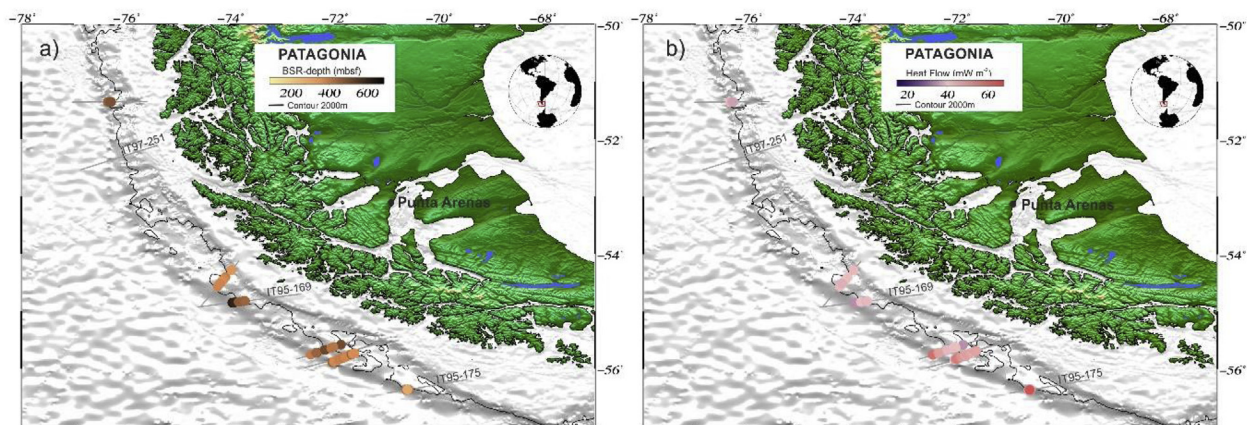 −76° −74° −72° −70° −68°
a)
−50°
PATAGONIA
BSR-depth (mbsf)
200 400 600
Contour 2000m
−52°
IT97-251
Punta Arenas
−54°
IT95-169
−56°
IT95-175
−76° −74° −72° −70° −68°
b)
−50°
PATAGONIA
Heat Flow (mW m⁻²)
20 40 60
Contour 2000m
−52°
IT97-251
Punta Arenas
−54°
IT95-169
−56°
IT95-175